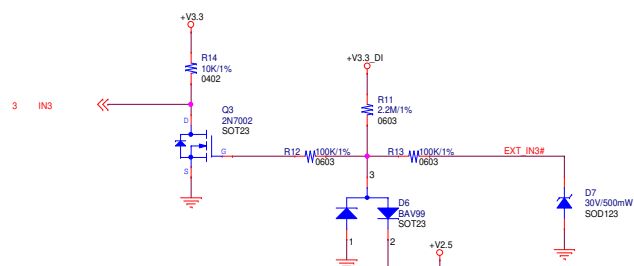 +V3.3
R14
10K/1%
0402
+V3.3_DI
R11
2.2M/1%
0603
3 IN3
Q3
2N7002
SOT23
D
G
S
R12 100K/1%
0603
R13 100K/1%
0603
EXT_IN3#
3
D6
BAV99
SOT23
1
2
D7
30V/500mW
SOD123
+V2.5